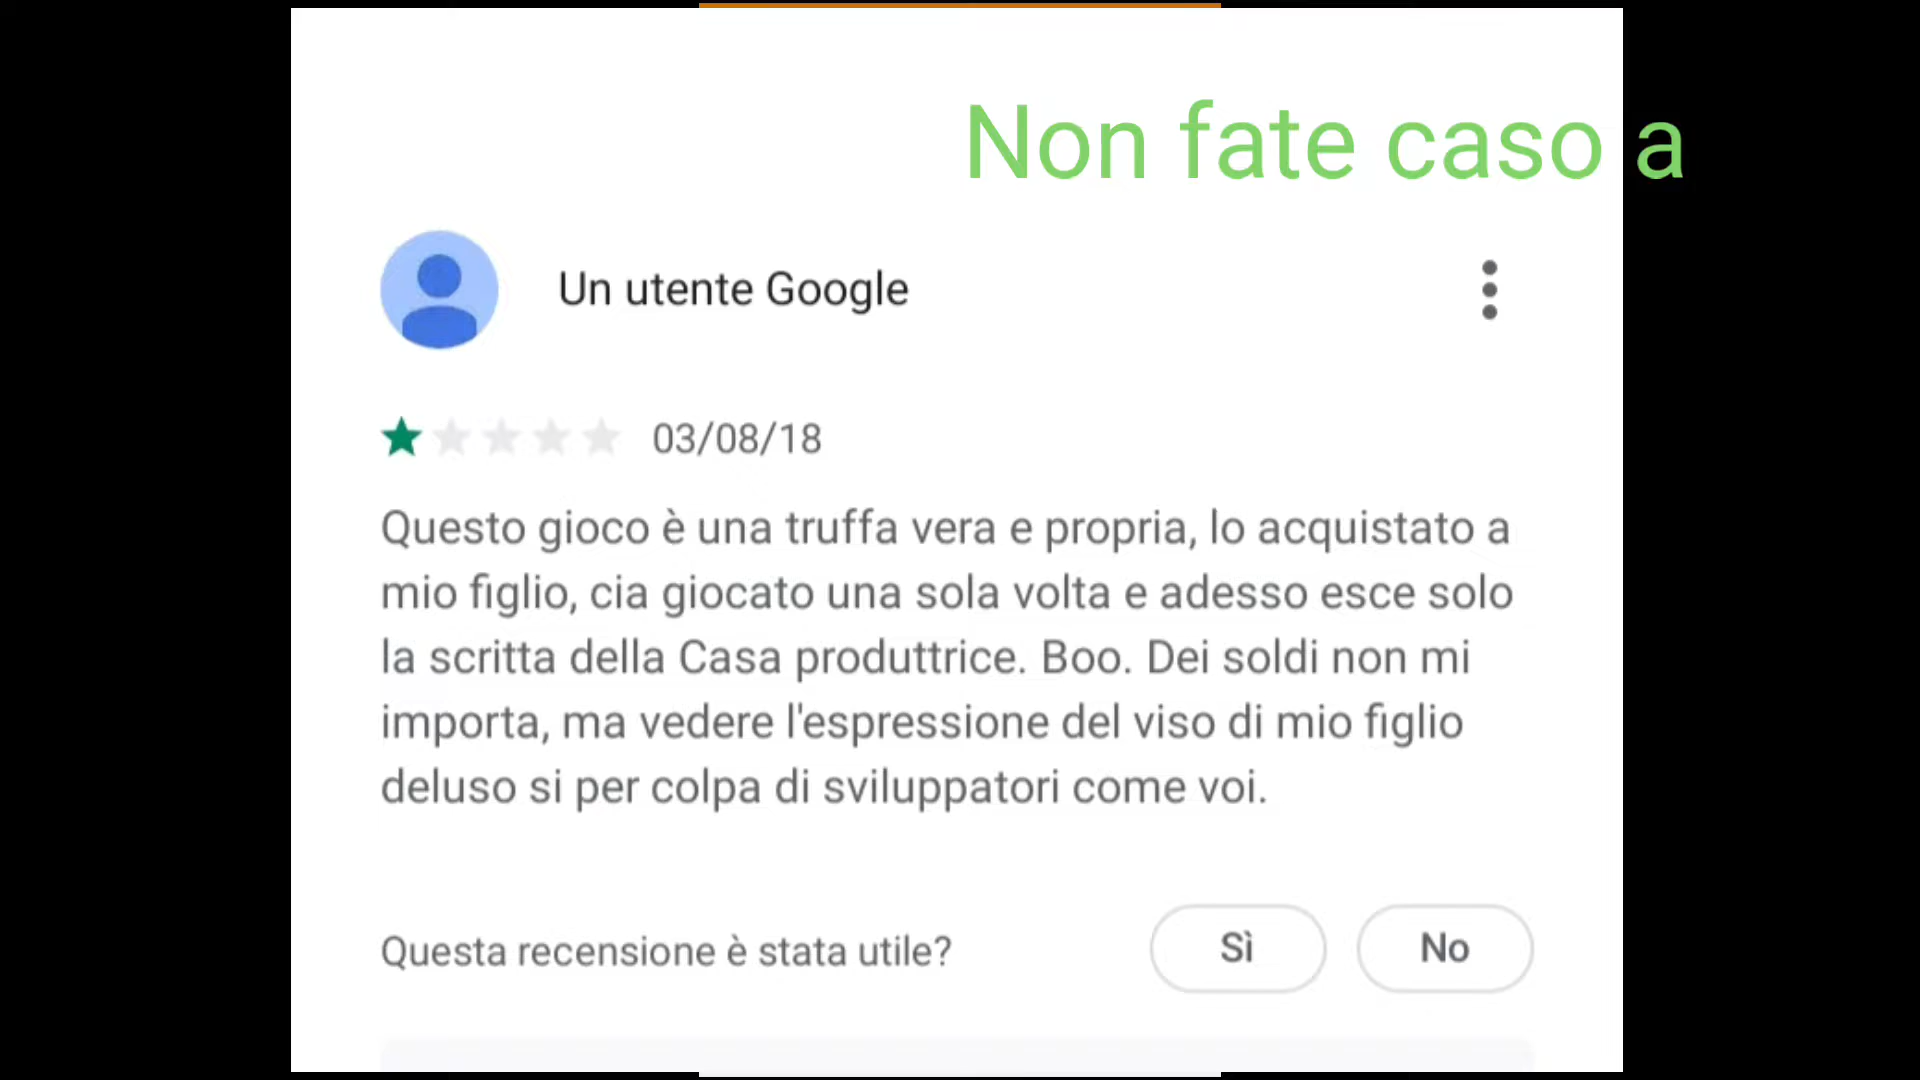 Non fate caso a
Un utente Google
03/08/18
Questo gioco è una truffa vera e propria, lo acquistato a
mio figlio, cia giocato una sola volta e adesso esce solo
la scritta della Casa produttrice. Boo. Dei soldi non mi
importa, ma vedere l'espressione del viso di mio figlio
deluso si per colpa di sviluppatori come voi.
Questa recensione è stata utile?
Sì
No